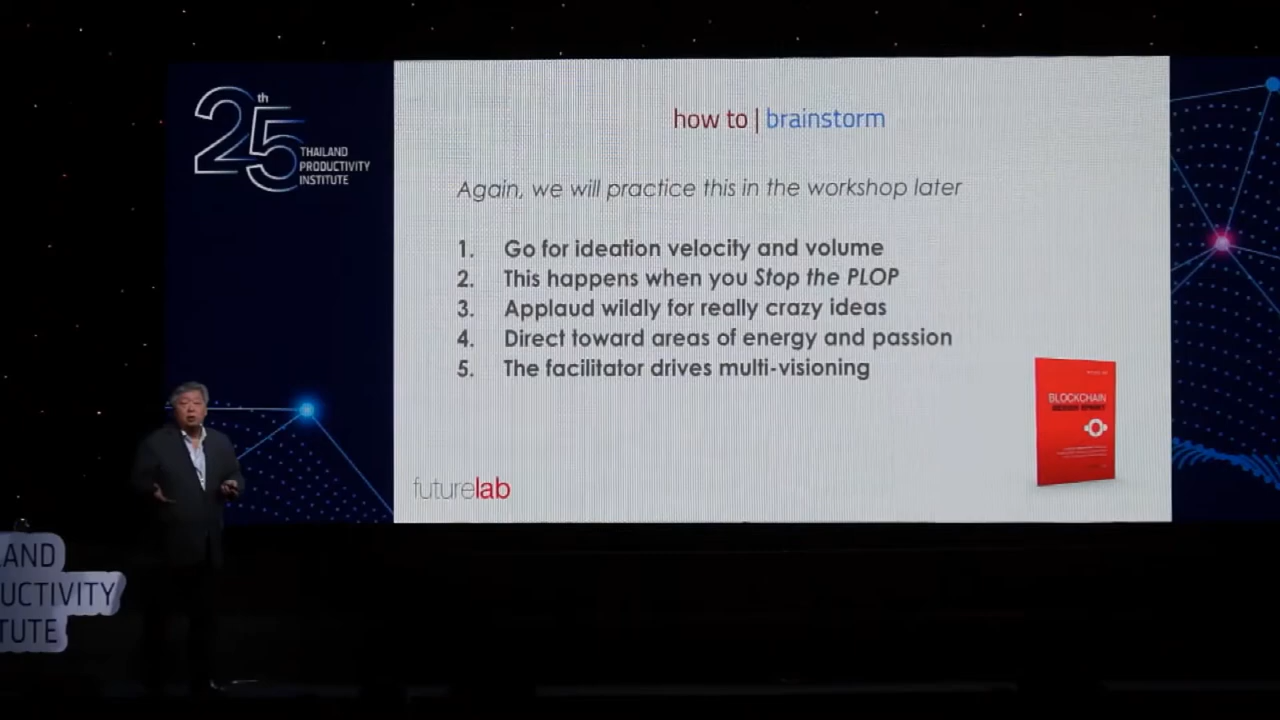 25th
THAILAND
PRODUCTIVITY
INSTITUTE
how to | brainstorm
Again, we will practice this in the workshop later
1. Go for ideation velocity and volume
2. This happens when you Stop the PLOP
3. Applaud wildly for really crazy ideas
4. Direct toward areas of energy and passion
5. The facilitator drives multi-visioning
BLOCKCHAIN
futurelab
AND
UCTIVITY
TUTE